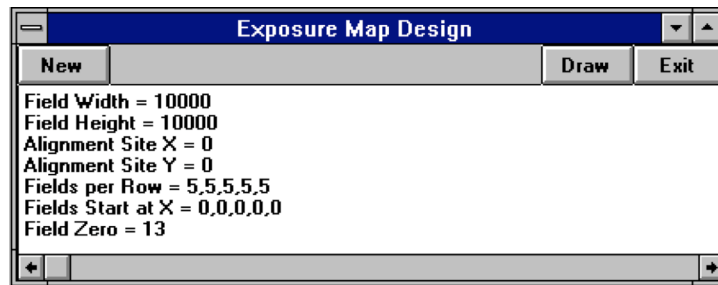 Exposure Map Design
New Draw Exit
Field Width = 10000
Field Height = 10000
Alignment Site X = 0
Alignment Site Y = 0
Fields per Row = 5,5,5,5,5
Fields Start at X = 0,0,0,0,0
Field Zero = 13